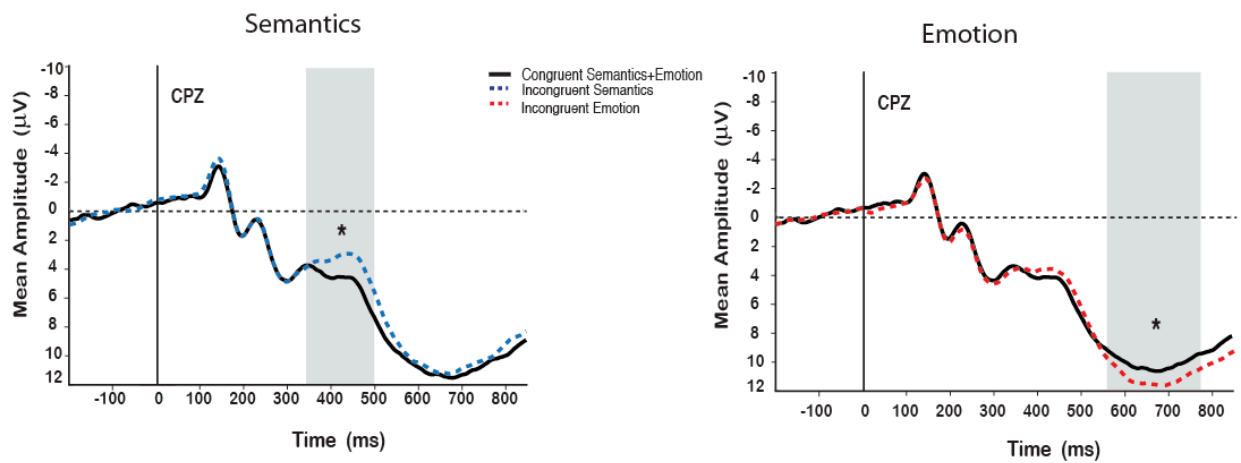 Semantics
Mean Amplitude (µV)
-10
-8
-6
-4
-2
0
2
4
6
8
10
12
CPZ
*
-100 0 100 200 300 400 500 600 700 800
Time (ms)
Congruent Semantics+Emotion
Incongruent Semantics
Incongruent Emotion
Emotion
Mean Amplitude (µV)
-10
-8
-6
-4
-2
0
2
4
6
8
10
12
CPZ
*
-100 0 100 200 300 400 500 600 700 800
Time (ms)